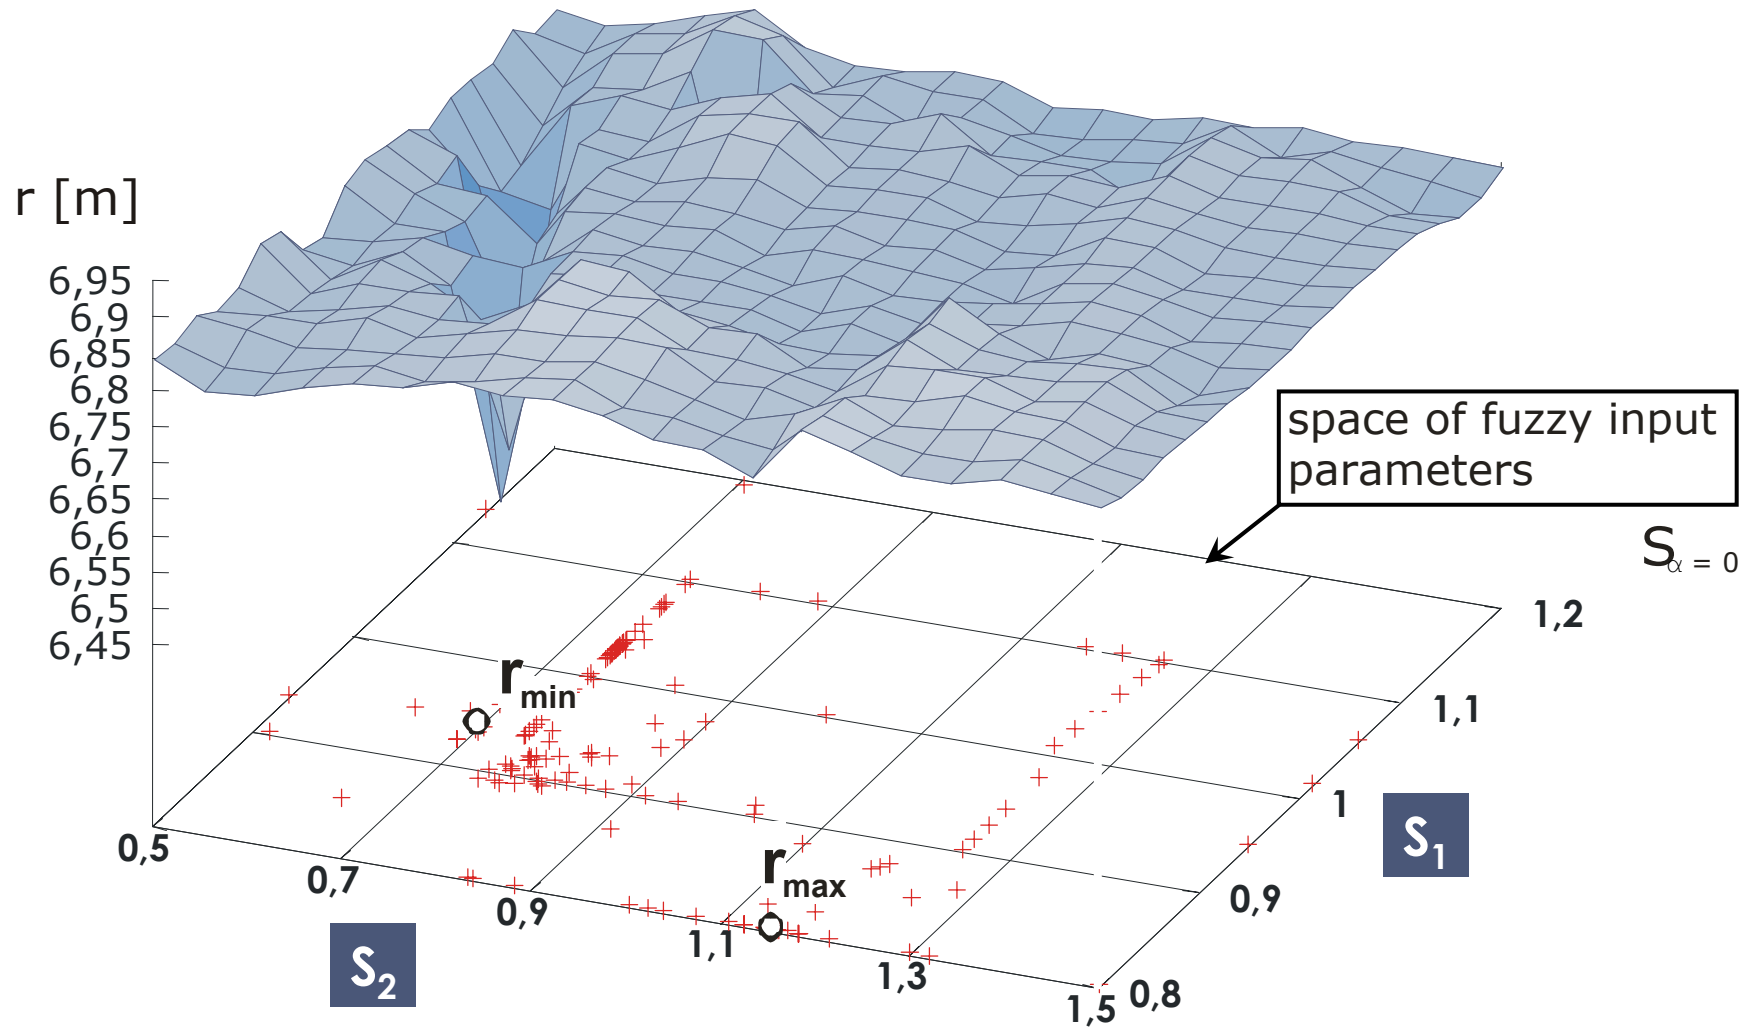 r [m]
6,95
6,9
6,85
6,8
6,75
6,7
6,65
6,6
6,55
6,5
6,45
space of fuzzy input
parameters
Sα = 0
1,2
1,1
1
0,9
0,8
S1
rmin
rmax
0,5
0,7
0,9
1,1
1,3
1,5
S2